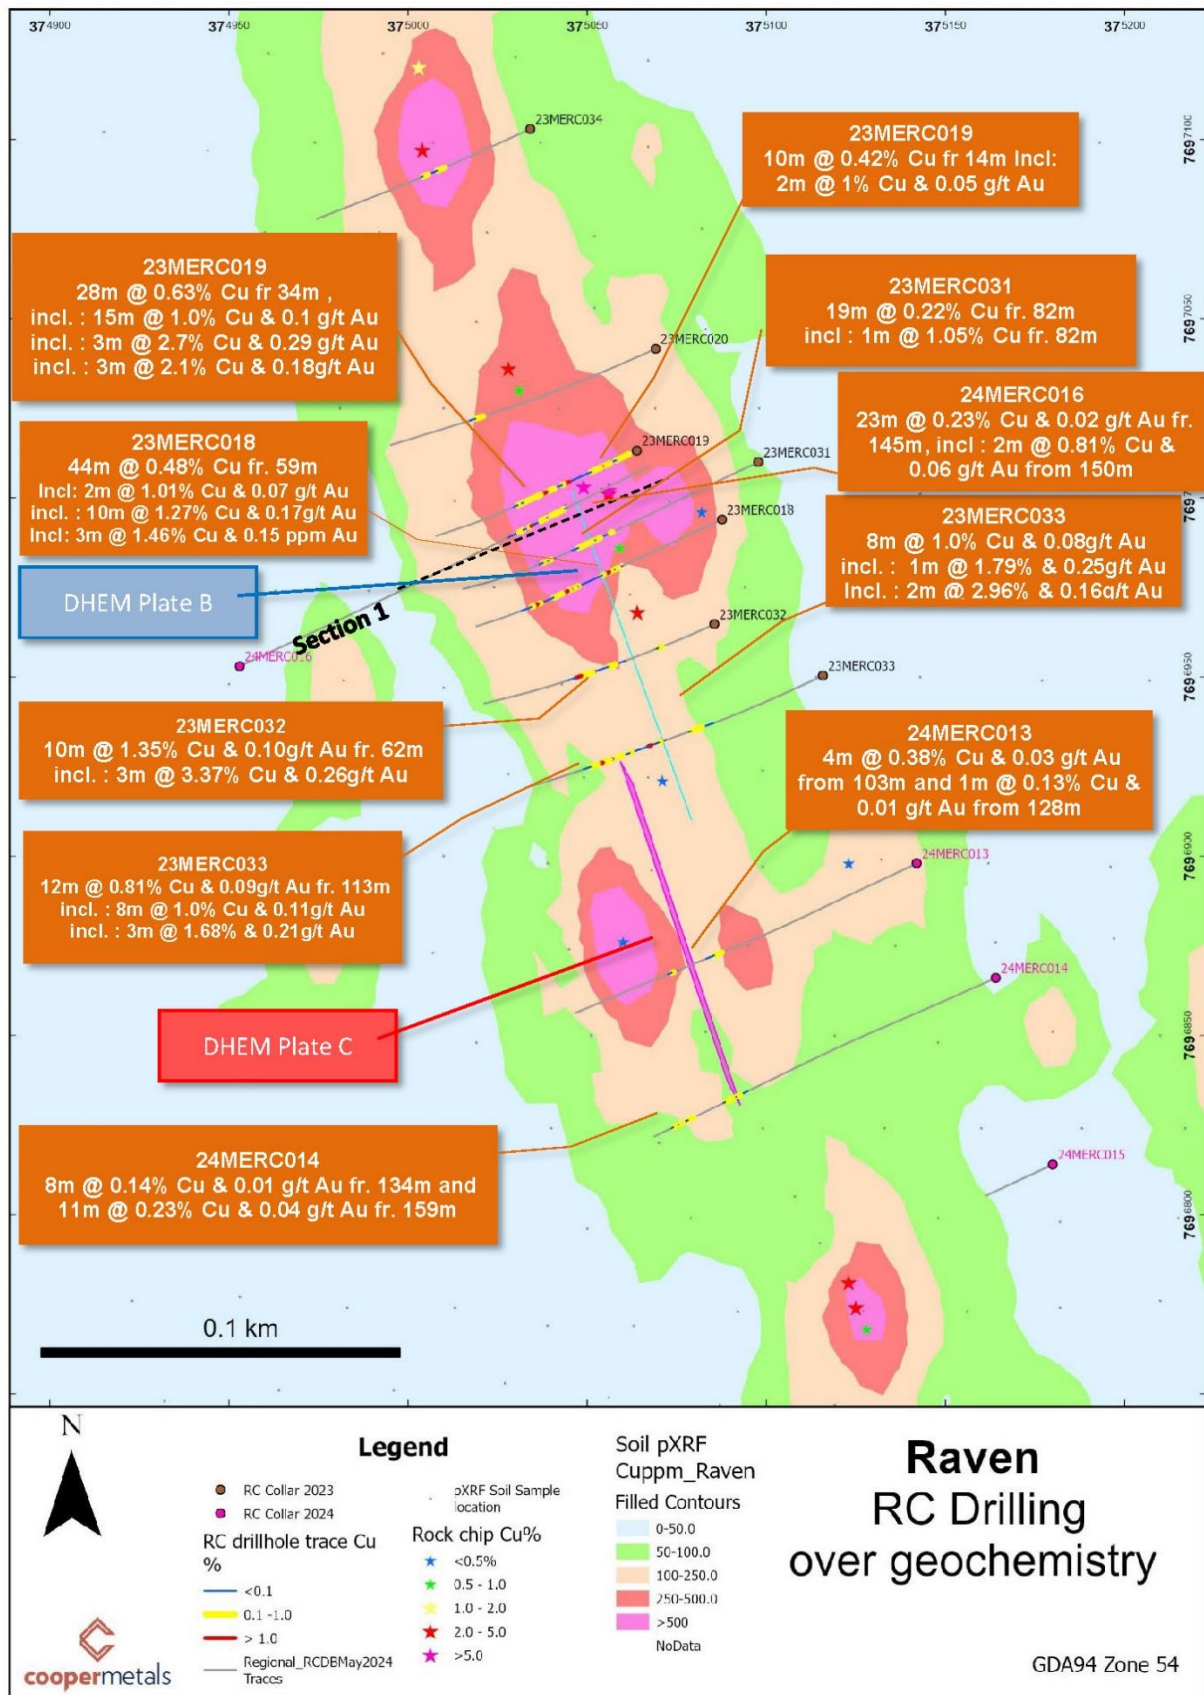 374900
374950
375000
375050
375100
375150
375200
7697100
7697050
7696950
7696900
7696850
7696800
23MERC034
23MERC019
10m @ 0.42% Cu fr 14m Incl:
2m @ 1% Cu & 0.05 g/t Au
23MERC019
28m @ 0.63% Cu fr 34m ,
incl. : 15m @ 1.0% Cu & 0.1 g/t Au
incl. : 3m @ 2.7% Cu & 0.29 g/t Au
incl. : 3m @ 2.1% Cu & 0.18g/t Au
23MERC031
19m @ 0.22% Cu fr. 82m
incl : 1m @ 1.05% Cu fr. 82m
23MERC020
24MERC016
23m @ 0.23% Cu & 0.02 g/t Au fr.
145m, incl : 2m @ 0.81% Cu &
0.06 g/t Au from 150m
23MERC018
44m @ 0.48% Cu fr. 59m
Incl: 2m @ 1.01% Cu & 0.07 g/t Au
incl. : 10m @ 1.27% Cu & 0.17g/t Au
Incl: 3m @ 1.46% Cu & 0.15 ppm Au
23MERC019
23MERC031
23MERC018
23MERC033
8m @ 1.0% Cu & 0.08g/t Au
incl. : 1m @ 1.79% & 0.25g/t Au
Incl. : 2m @ 2.96% & 0.16g/t Au
DHEM Plate B
Section 1
24MERC016
23MERC032
23MERC033
23MERC032
10m @ 1.35% Cu & 0.10g/t Au fr. 62m
incl. : 3m @ 3.37% Cu & 0.26g/t Au
24MERC013
4m @ 0.38% Cu & 0.03 g/t Au
from 103m and 1m @ 0.13% Cu &
0.01 g/t Au from 128m
23MERC033
12m @ 0.81% Cu & 0.09g/t Au fr. 113m
incl. : 8m @ 1.0% Cu & 0.11g/t Au
incl. : 3m @ 1.68% & 0.21g/t Au
24MERC013
24MERC014
DHEM Plate C
24MERC014
8m @ 0.14% Cu & 0.01 g/t Au fr. 134m and
11m @ 0.23% Cu & 0.04 g/t Au fr. 159m
24MERC015
0.1 km
N
Legend
RC Collar 2023
RC Collar 2024
RC drillhole trace Cu
%
<0.1
0.1 -1.0
> 1.0
Regional_RCDBMay2024
Traces
pXRF Soil Sample
location
Rock chip Cu%
<0.5%
0.5 - 1.0
1.0 - 2.0
2.0 - 5.0
>5.0
Soil pXRF
Cuppm_Raven
Filled Contours
0-50.0
50-100.0
100-250.0
250-500.0
>500
NoData
Raven
RC Drilling
over geochemistry
GDA94 Zone 54
coopermetals